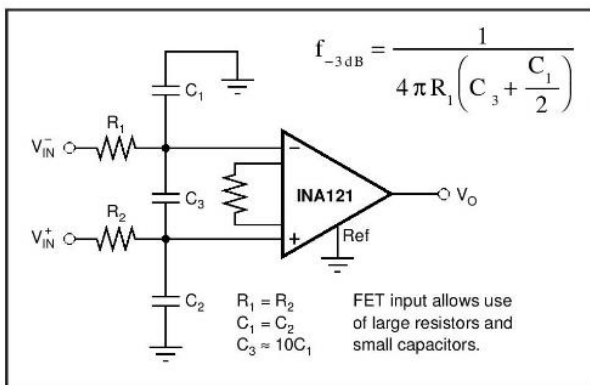 f₋₃dB = 1 / (4πR₁(C₃ + C₁/2))
C₁
R₁
V⁻IN
C₃
INA121
− 
+
V_O
R₂
V⁺IN
Ref
C₂
R₁ = R₂
C₁ = C₂
C₃ ≈ 10C₁
FET input allows use
of large resistors and
small capacitors.